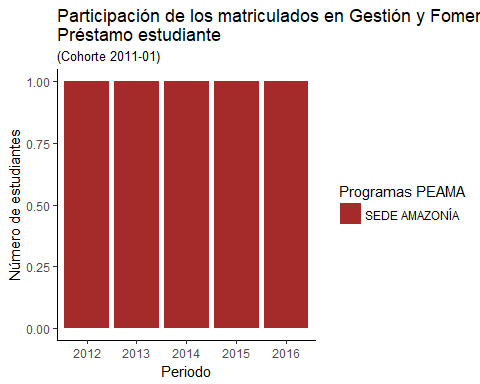 Participación de los matriculados en Gestión y Fomen
Préstamo estudiante
(Cohorte 2011-01)
1.00
0.75
0.50
0.25
0.00
Número de estudiantes
2012 2013 2014 2015 2016
Periodo
Programas PEAMA
SEDE AMAZONÍA